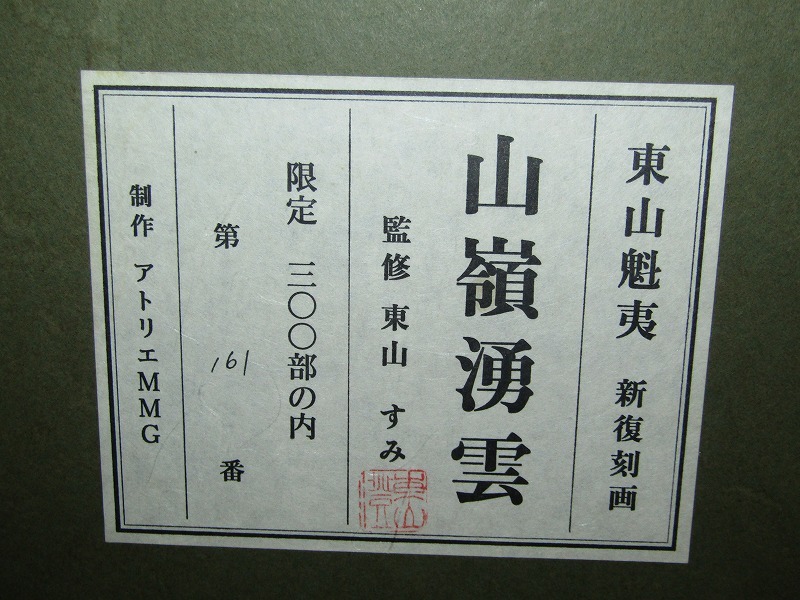 東山魁夷 新復刻画
山嶺湧雲
監修 東山 すみ
限定 三〇〇部の内
第 161 番
制作 アトリエMMG